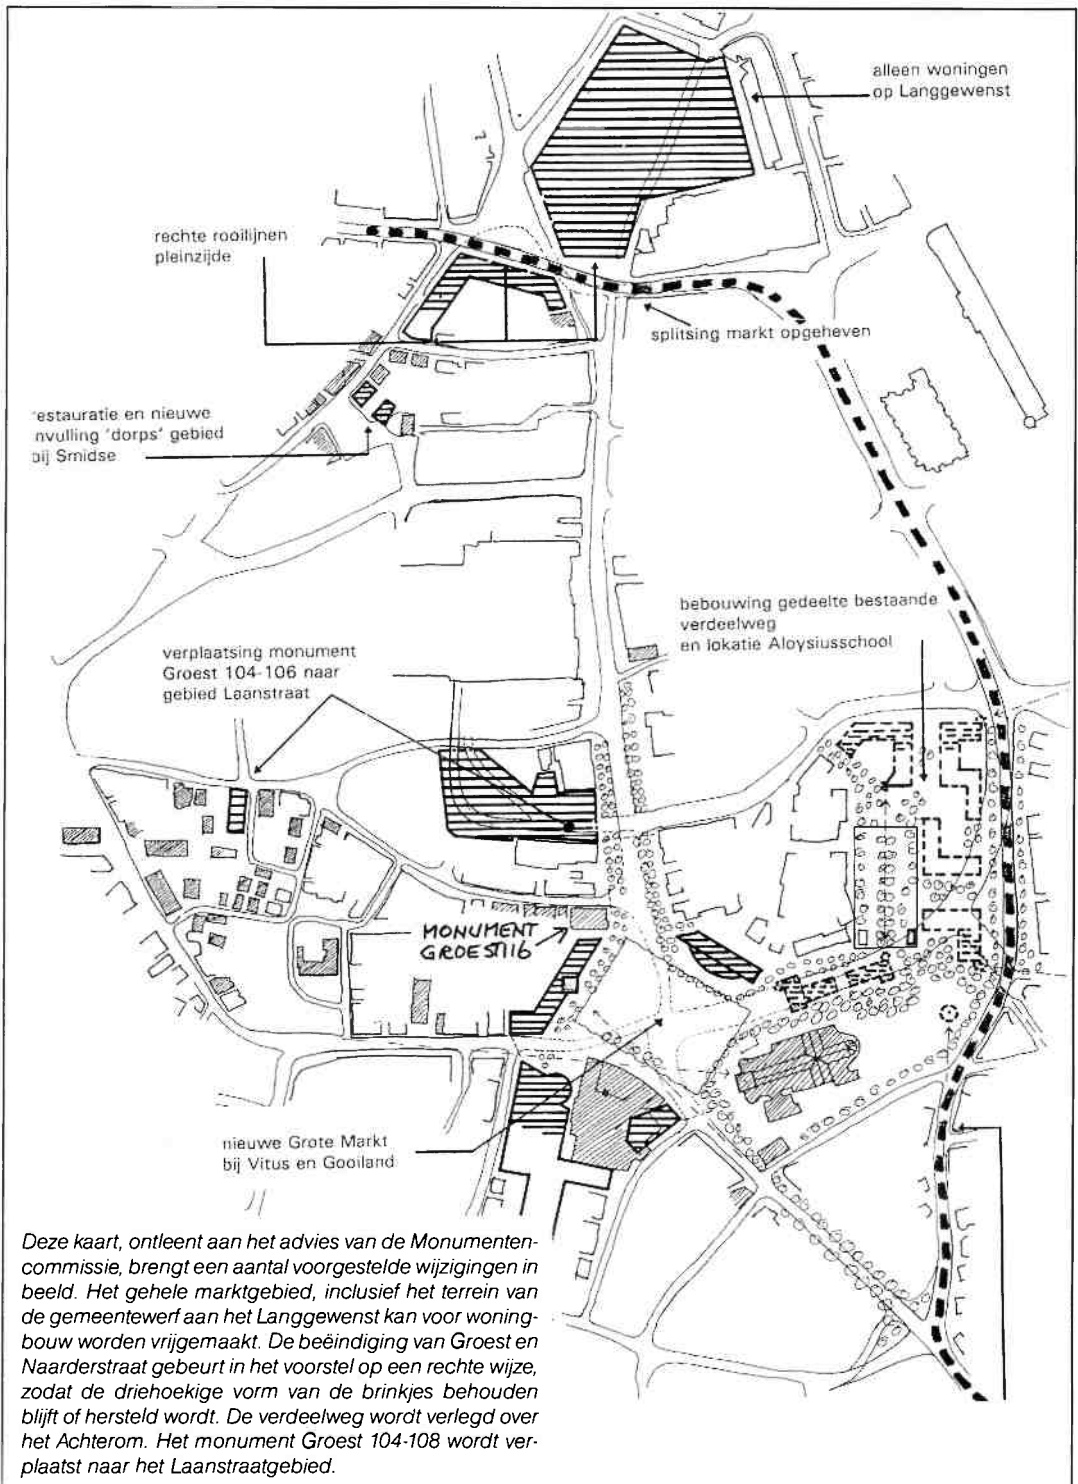 alleen woningen
op Langgewenst
rechte rooilijnen
pleinzijde
splitsing markt opgeheven
estauratie en nieuwe
nvulling 'dorps' gebied
bij Smidse
bebouwing gedeelte bestaande
verdeelweg
en lokatie Aloysiusschool
verplaatsing monument
Groest 104-106 naar
gebied Laanstraat
MONUMENT
GROEST 116
nieuwe Grote Markt
bij Vitus en Gooiland
Deze kaart, ontleent aan het advies van de Monumenten-
commissie, brengt een aantal voorgestelde wijzigingen in
beeld. Het gehele marktgebied, inclusief het terrein van
de gemeentewerf aan het Langgewenst kan voor woning-
bouw worden vrijgemaakt. De beëindiging van Groest en
Naarderstraat gebeurt in het voorstel op een rechte wijze,
zodat de driehoekige vorm van de brinkjes behouden
blijft of hersteld wordt. De verdeelweg wordt verlegd over
het Achterom. Het monument Groest 104-108 wordt ver-
plaatst naar het Laanstraatgebied.